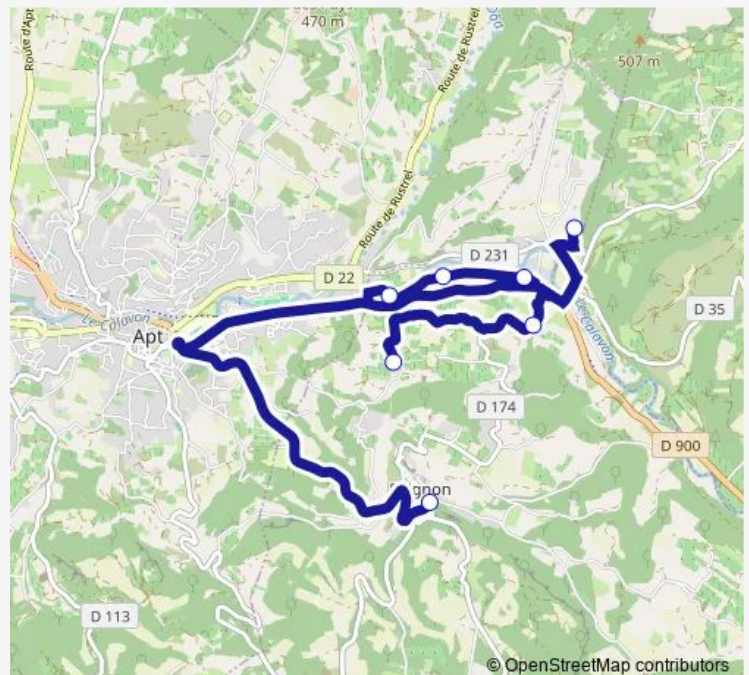 470 m
Route d'Apt
Route de Rustrel
507 m
Route de Rustrel
D 231
D 22
D 35
Le Calavon
Apt
Le Calavon
D 174
D 900
D 113
© OpenStreetMap contributors